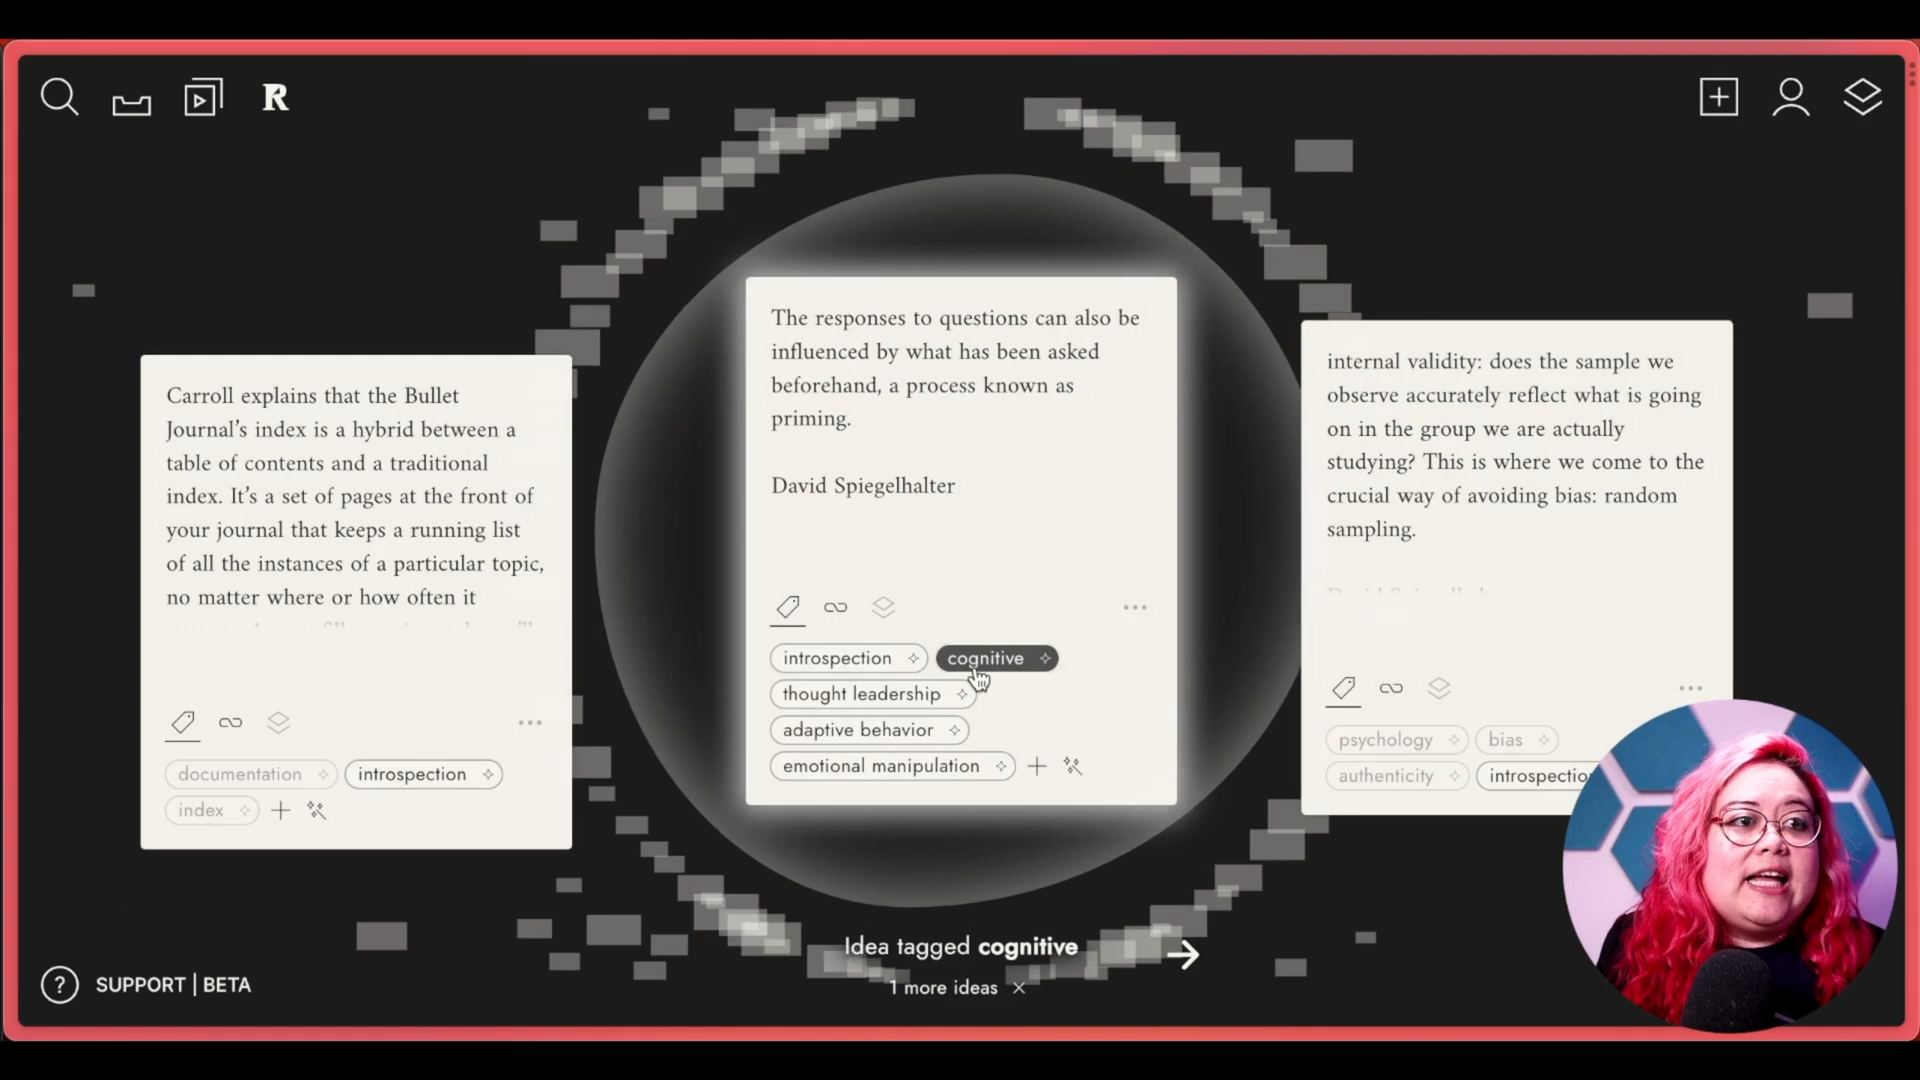 R
Carroll explains that the Bullet
Journal's index is a hybrid between a
table of contents and a traditional
index. It's a set of pages at the front of
your journal that keeps a running list
of all the instances of a particular topic,
no matter where or how often it
documentation
introspection
index
The responses to questions can also be
influenced by what has been asked
beforehand, a process known as
priming.
David Spiegelhalter
introspection
cognitive
thought leadership
adaptive behavior
emotional manipulation
internal validity: does the sample we
observe accurately reflect what is going
on in the group we are actually
studying? This is where we come to the
crucial way of avoiding bias: random
sampling.
psychology
bias
authenticity
introspectio
Idea tagged cognitive
1 more ideas
? SUPPORT | BETA